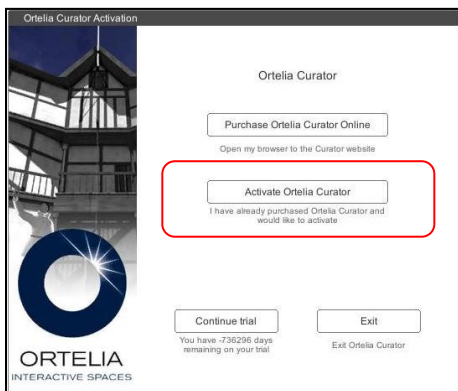 Ortelia Curator Activation
Ortelia Curator
Purchase Ortelia Curator Online
Open my browser to the Curator website
Activate Ortelia Curator
I have already purchased Ortelia Curator and
would like to activate
Continue trial
You have -736296 days
remaining on your trial
Exit
Exit Ortelia Curator
ORTELIA
INTERACTIVE SPACES